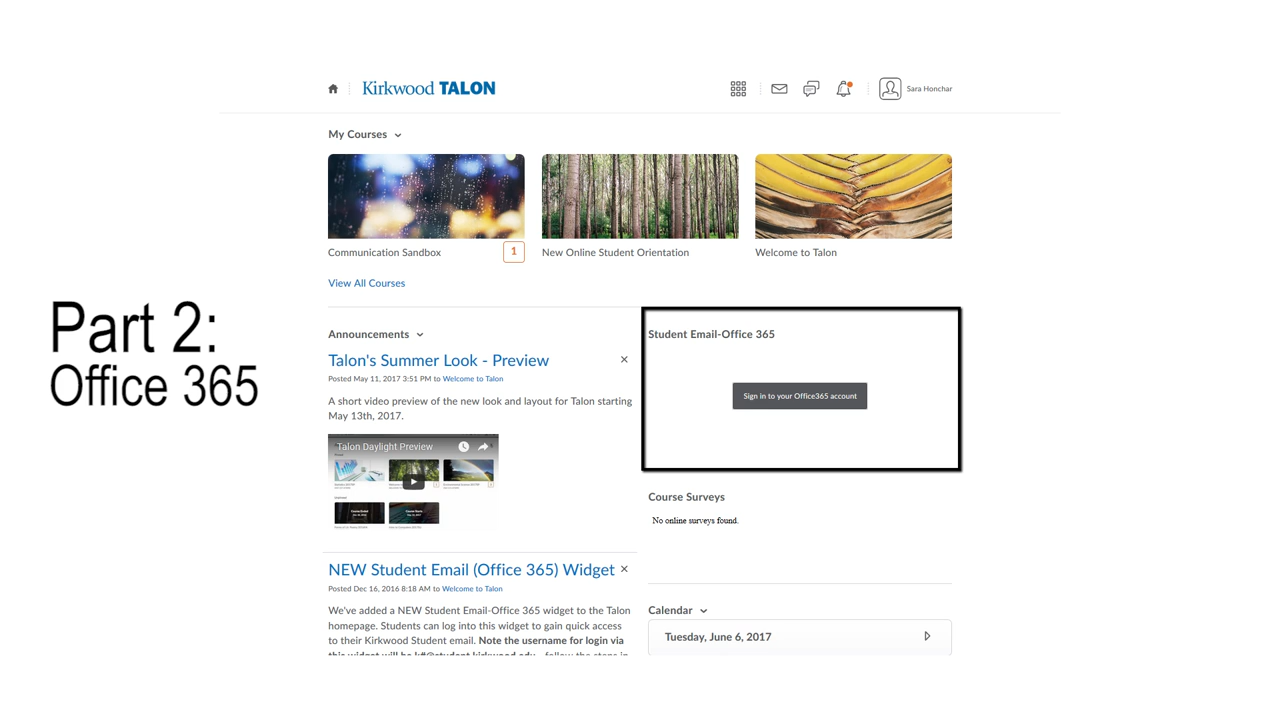 Kirkwood TALON
Sara Honchar
My Courses
Communication Sandbox
1
New Online Student Orientation
Welcome to Talon
View All Courses
Part 2:
Office 365
Announcements
Talon's Summer Look - Preview
Posted May 11, 2017 3:51 PM to Welcome to Talon
A short video preview of the new look and layout for Talon starting
May 13th, 2017.
Talon Daylight Preview
NEW Student Email (Office 365) Widget
Posted Dec 16, 2016 8:18 AM to Welcome to Talon
We've added a NEW Student Email-Office 365 widget to the Talon
homepage. Students can log into this widget to gain quick access
to their Kirkwood Student email. Note the username for login via
Student Email-Office 365
Sign in to your Office365 account
Course Surveys
No online surveys found.
Calendar
Tuesday, June 6, 2017